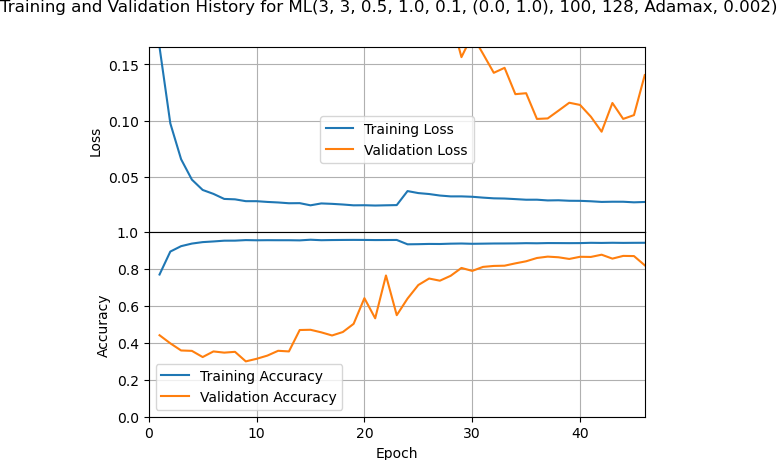 Training and Validation History for ML(3, 3, 0.5, 1.0, 0.1, (0.0, 1.0), 100, 128, Adamax, 0.002)
0.15
0.10
0.05
Loss
Training Loss
Validation Loss
1.0
0.8
0.6
0.4
0.2
0.0
Accuracy
Training Accuracy
Validation Accuracy
0 10 20 30 40
Epoch